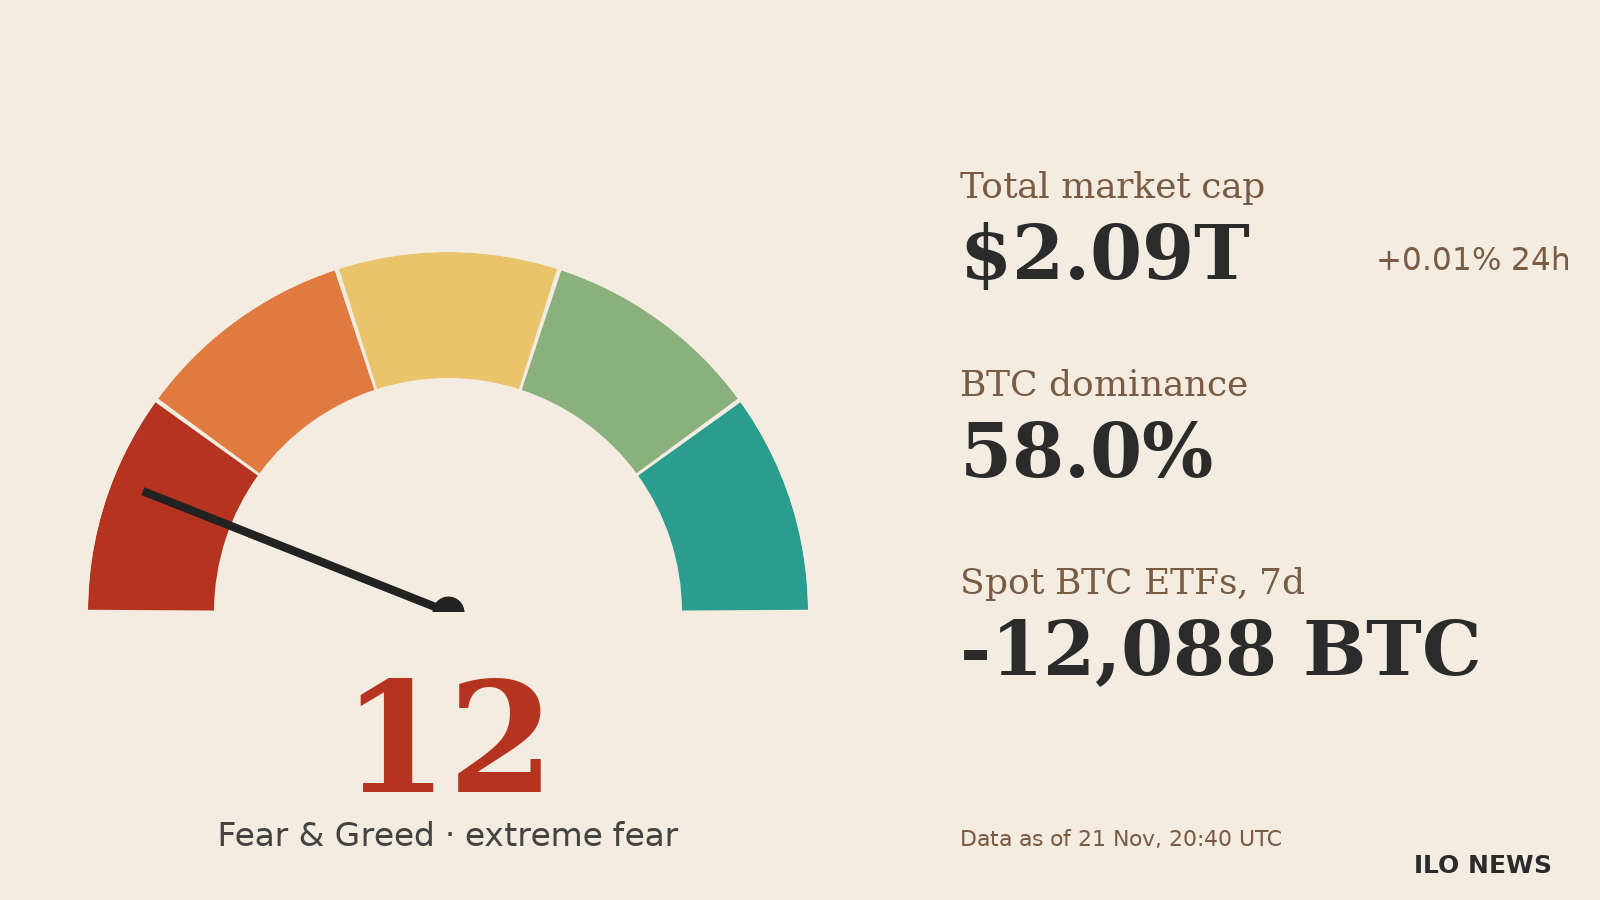 12
Fear & Greed · extreme fear
Total market cap
$2.09T
+0.01% 24h
BTC dominance
58.0%
Spot BTC ETFs, 7d
-12,088 BTC
Data as of 21 Nov, 20:40 UTC
ILO NEWS